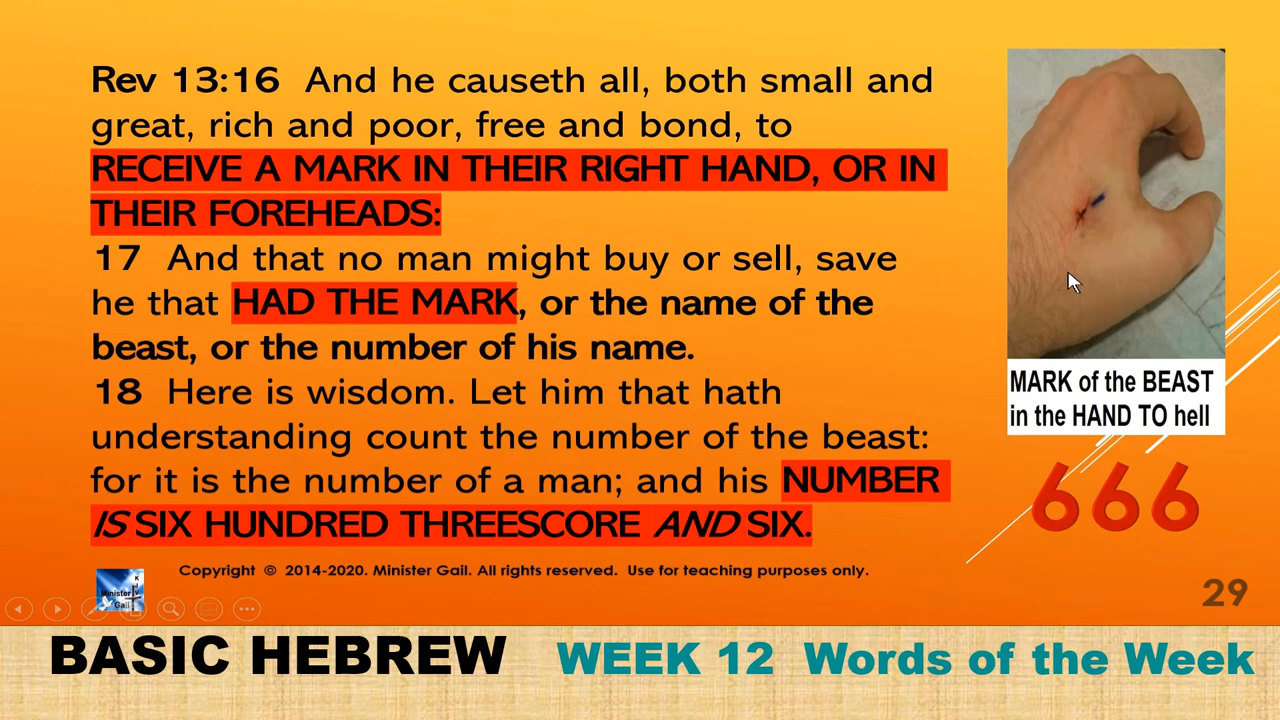 Rev 13:16 And he causeth all, both small and
great, rich and poor, free and bond, to
RECEIVE A MARK IN THEIR RIGHT HAND, OR IN
THEIR FOREHEADS:
17 And that no man might buy or sell, save
he that HAD THE MARK, or the name of the
beast, or the number of his name.
18 Here is wisdom. Let him that hath
understanding count the number of the beast:
for it is the number of a man; and his NUMBER
IS SIX HUNDRED THREESCORE AND SIX.
MARK of the BEAST
in the HAND TO hell
666
Copyright © 2014-2020. Minister Gail. All rights reserved. Use for teaching purposes only.
Minister
Gail
29
BASIC HEBREW WEEK 12 Words of the Week